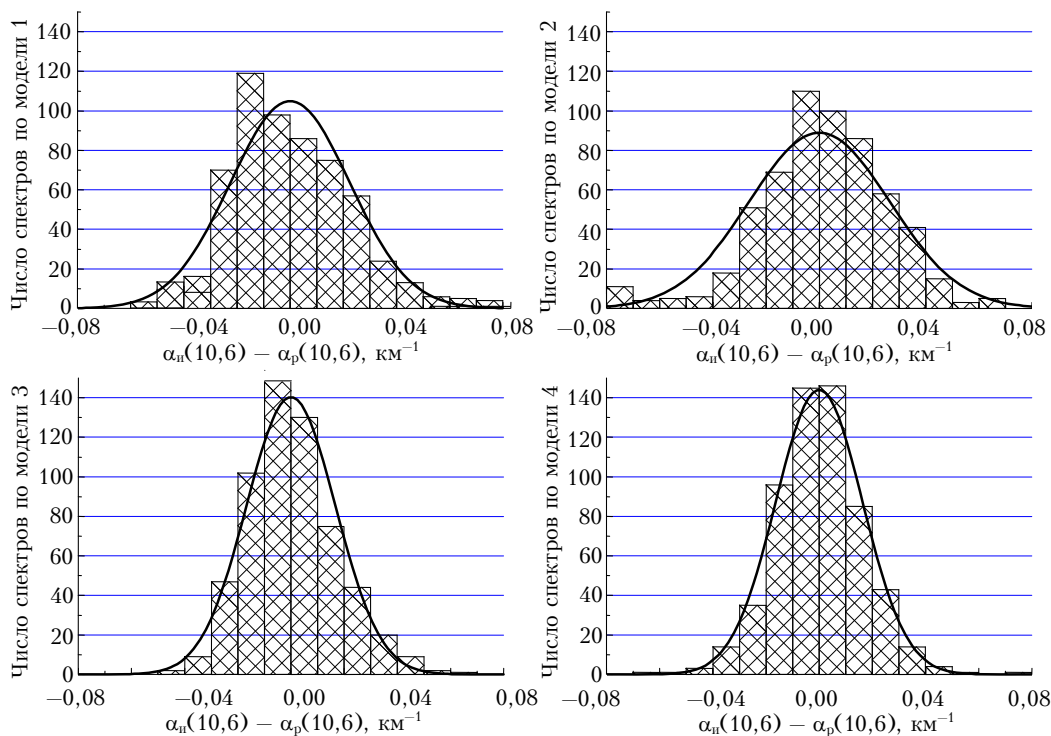 Число спектров по модели 1
140
120
100
80
60
40
20
0
−0,08 −0,04 0,00 0,04 0,08
αи(10,6) − αр(10,6), км⁻¹
Число спектров по модели 2
140
120
100
80
60
40
20
0
−0,08 −0,04 0,00 0,04 0,08
αи(10,6) − αр(10,6), км⁻¹
Число спектров по модели 3
140
120
100
80
60
40
20
0
−0,08 −0,04 0,00 0,04 0,08
αи(10,6) − αр(10,6), км⁻¹
Число спектров по модели 4
140
120
100
80
60
40
20
0
−0,08 −0,04 0,00 0,04 0,08
αи(10,6) − αр(10,6), км⁻¹